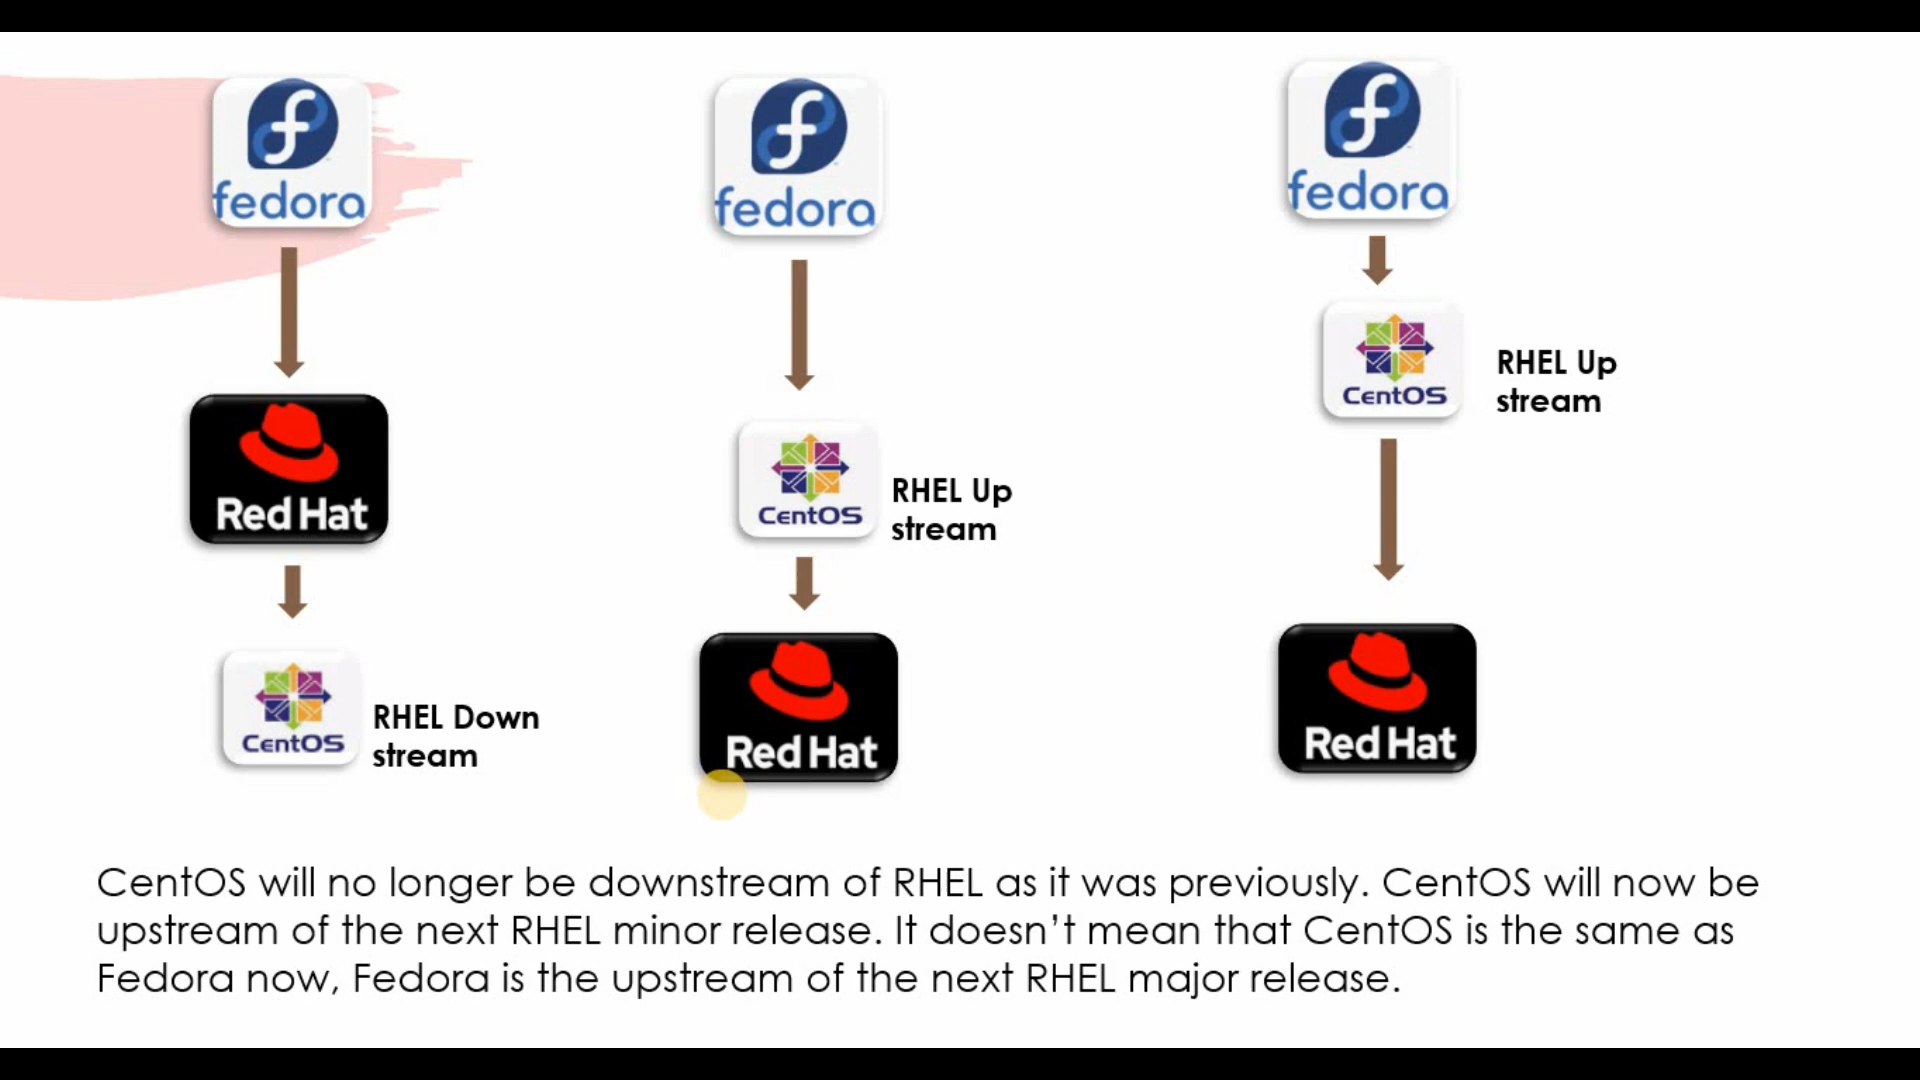 fedora
fedora
fedora
Red Hat
CentOS
RHEL Down
stream
CentOS
RHEL Up
stream
Red Hat
CentOS
RHEL Up
stream
Red Hat
CentOS will no longer be downstream of RHEL as it was previously. CentOS will now be
upstream of the next RHEL minor release. It doesn’t mean that CentOS is the same as
Fedora now, Fedora is the upstream of the next RHEL major release.